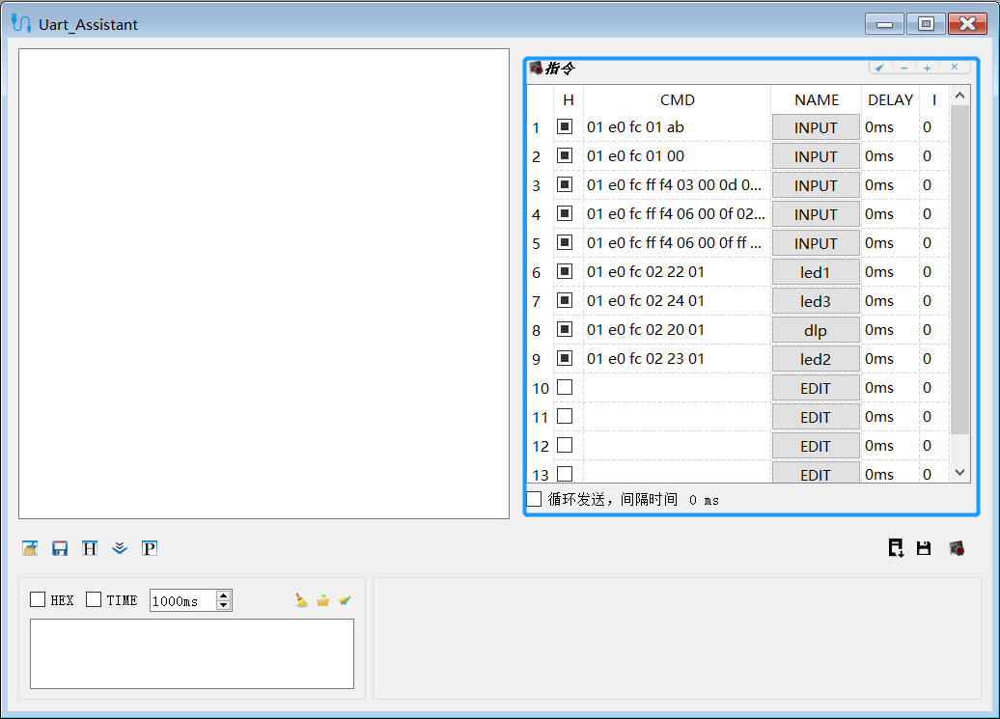 Uart_Assistant
指令
H CMD NAME DELAY I
1 01 e0 fc 01 ab INPUT 0ms 0
2 01 e0 fc 01 00 INPUT 0ms 0
3 01 e0 fc ff f4 03 00 0d 0... INPUT 0ms 0
4 01 e0 fc ff f4 06 00 0f 02... INPUT 0ms 0
5 01 e0 fc ff f4 06 00 0f ff ... INPUT 0ms 0
6 01 e0 fc 02 22 01 led1 0ms 0
7 01 e0 fc 02 24 01 led3 0ms 0
8 01 e0 fc 02 20 01 dlp 0ms 0
9 01 e0 fc 02 23 01 led2 0ms 0
10 EDIT 0ms 0
11 EDIT 0ms 0
12 EDIT 0ms 0
13 EDIT 0ms 0
循环发送，间隔时间 0 ms
H P
HEX TIME 1000ms